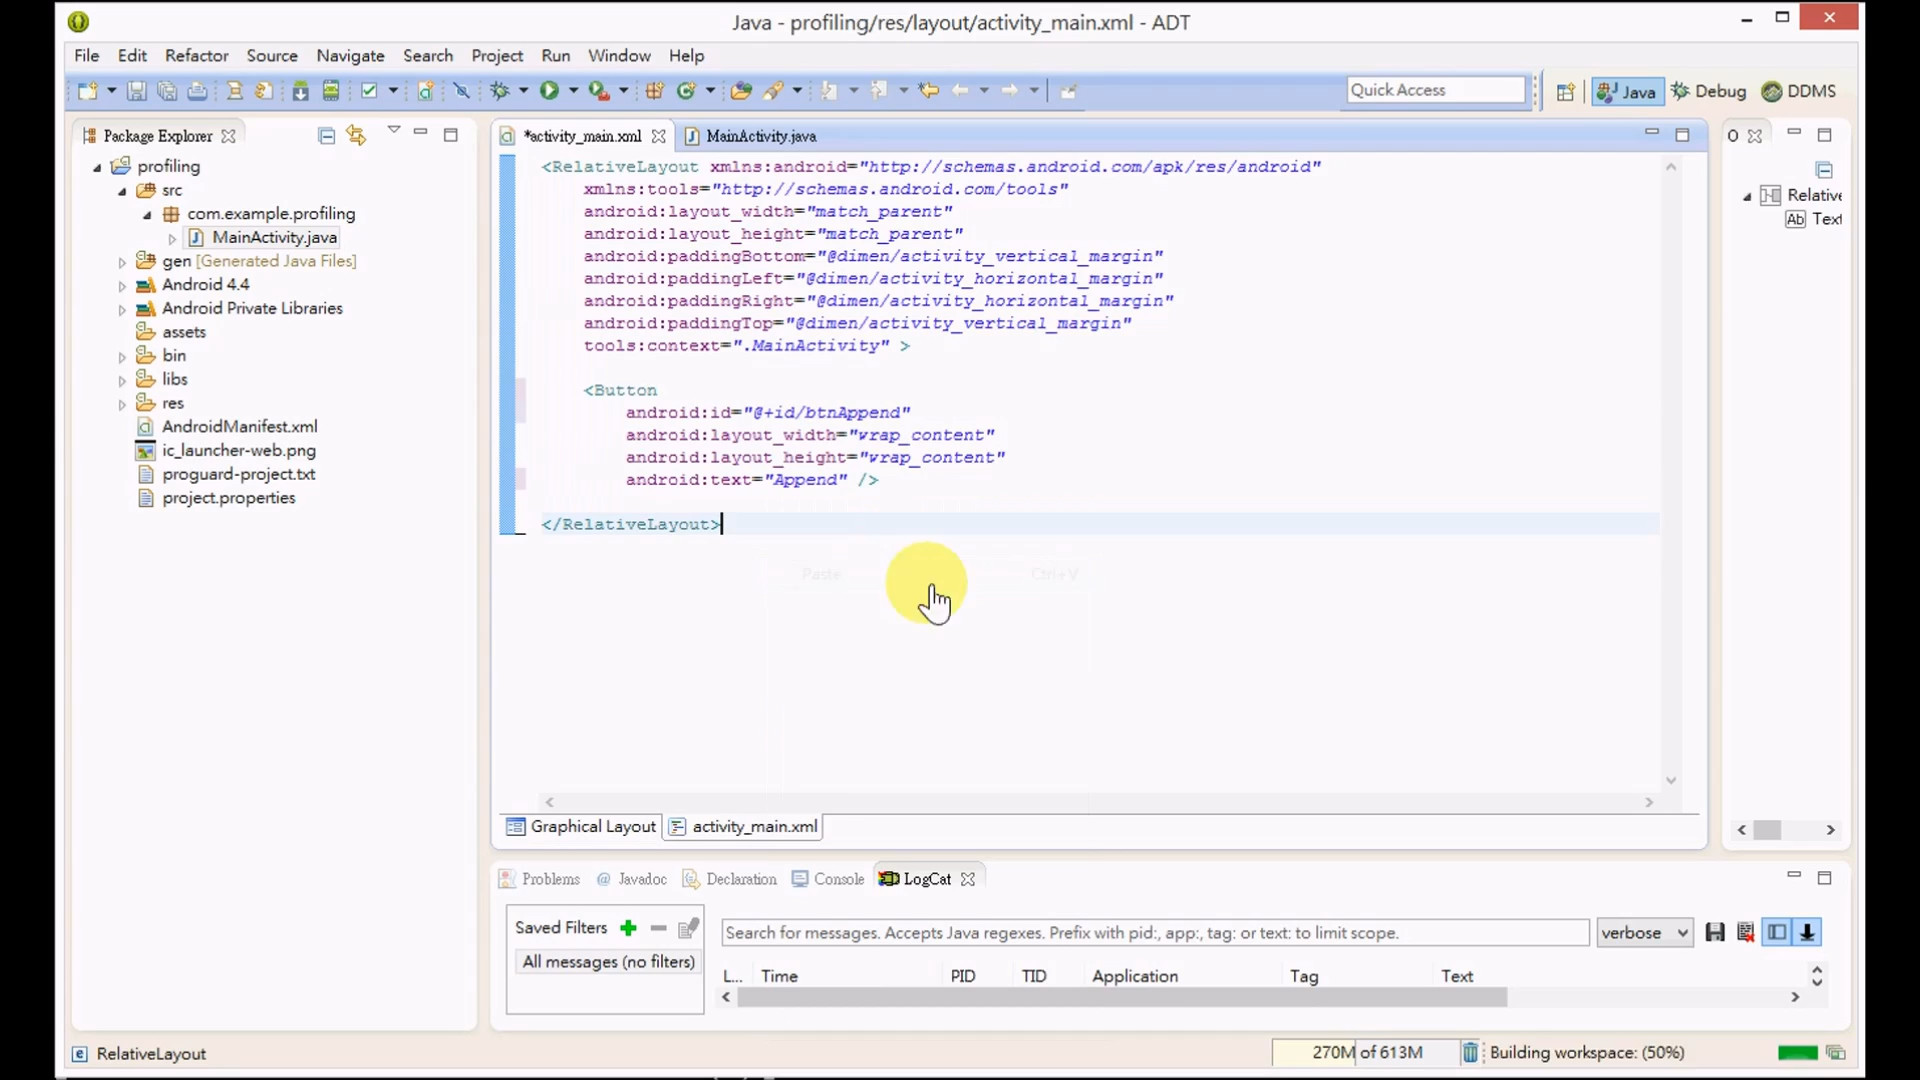 Java - profiling/res/layout/activity_main.xml - ADT
File Edit Refactor Source Navigate Search Project Run Window Help
Quick Access
Java Debug DDMS
Package Explorer
profiling
src
com.example.profiling
MainActivity.java
gen [Generated Java Files]
Android 4.4
Android Private Libraries
assets
bin
libs
res
AndroidManifest.xml
ic_launcher-web.png
proguard-project.txt
project.properties
*activity_main.xml MainActivity.java
<RelativeLayout xmlns:android="http://schemas.android.com/apk/res/android"
xmlns:tools="http://schemas.android.com/tools"
android:layout_width="match_parent"
android:layout_height="match_parent"
android:paddingBottom="@dimen/activity_vertical_margin"
android:paddingLeft="@dimen/activity_horizontal_margin"
android:paddingRight="@dimen/activity_horizontal_margin"
android:paddingTop="@dimen/activity_vertical_margin"
tools:context=".MainActivity" >
<Button
android:id="@+id/btnAppend"
android:layout_width="wrap_content"
android:layout_height="wrap_content"
android:text="Append" />
</RelativeLayout>
Paste Ctrl+V
Graphical Layout activity_main.xml
O
Relative
Ab Text
Problems @ Javadoc Declaration Console LogCat
Saved Filters
All messages (no filters)
Search for messages. Accepts Java regexes. Prefix with pid:, app:, tag: or text: to limit scope.
verbose
L... Time PID TID Application Tag Text
RelativeLayout
270M of 613M
Building workspace: (50%)